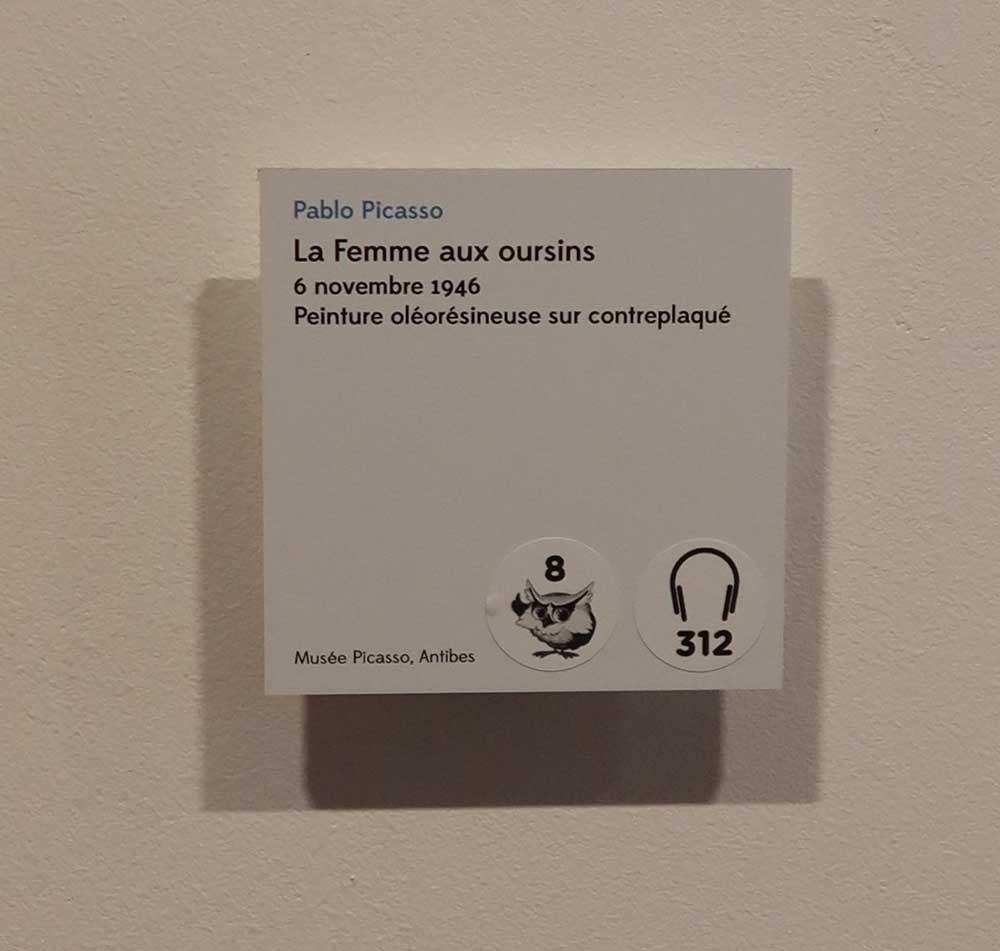 Pablo Picasso
La Femme aux oursins
6 novembre 1946
Peinture oléorésineuse sur contreplaqué
8
312
Musée Picasso, Antibes